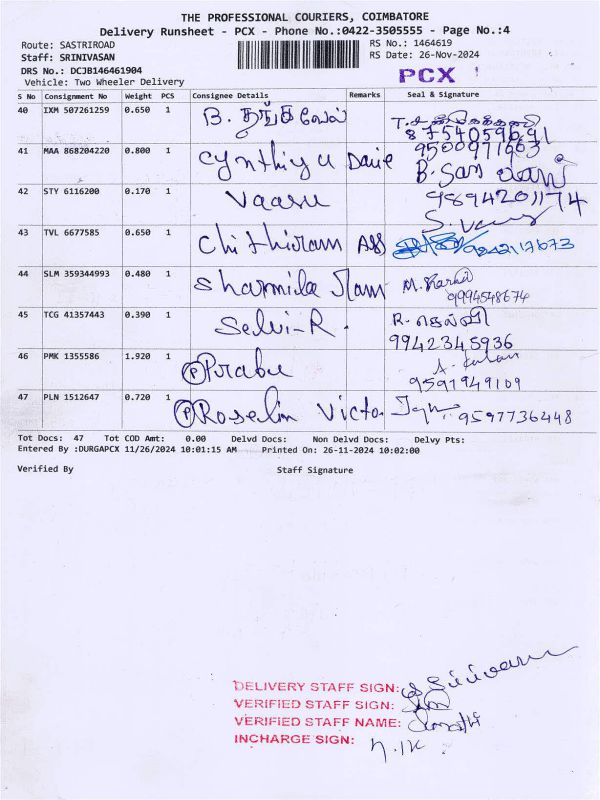 THE PROFESSIONAL COURIERS, COIMBATORE
Delivery Runsheet - PCX - Phone No.:0422-3505555 - Page No.:4
Route: SASTRIROAD RS No.: 1464619
Staff: SRINIVASAN RS Date: 26-Nov-2024
DRS No.: DCJB146461904
Vehicle: Two Wheeler Delivery
PCX
S No Consignment No Weight PCS Consignee Details Remarks Seal & Signature
40 IXM 507261259 0.650 1 B. தங்கவேல்
8754059691
41 MAA 868204220 0.800 1 Cynthiya 9500971663
B. San
42 STY 6116200 0.170 1 Vaasu 9894201174
43 TVL 6677585 0.650 1 Chithiram Ass 9242117673
44 SLM 359344993 0.480 1 Sharmila Ram 9994548674
45 TCG 41357443 0.390 1 Selvi-R. R. செல்வி
9942345936
46 PMK 1355586 1.920 1 P Prabu
9597949109
47 PLN 1512647 0.720 1 P Roselin Victo 9597736448
Tot Docs: 47 Tot COD Amt: 0.00 Delvd Docs: Non Delvd Docs: Delvy Pts:
Entered By :DURGAPCX 11/26/2024 10:01:15 AM Printed On: 26-11-2024 10:02:00
Verified By Staff Signature
DELIVERY STAFF SIGN:
VERIFIED STAFF SIGN:
VERIFIED STAFF NAME:
INCHARGE SIGN: